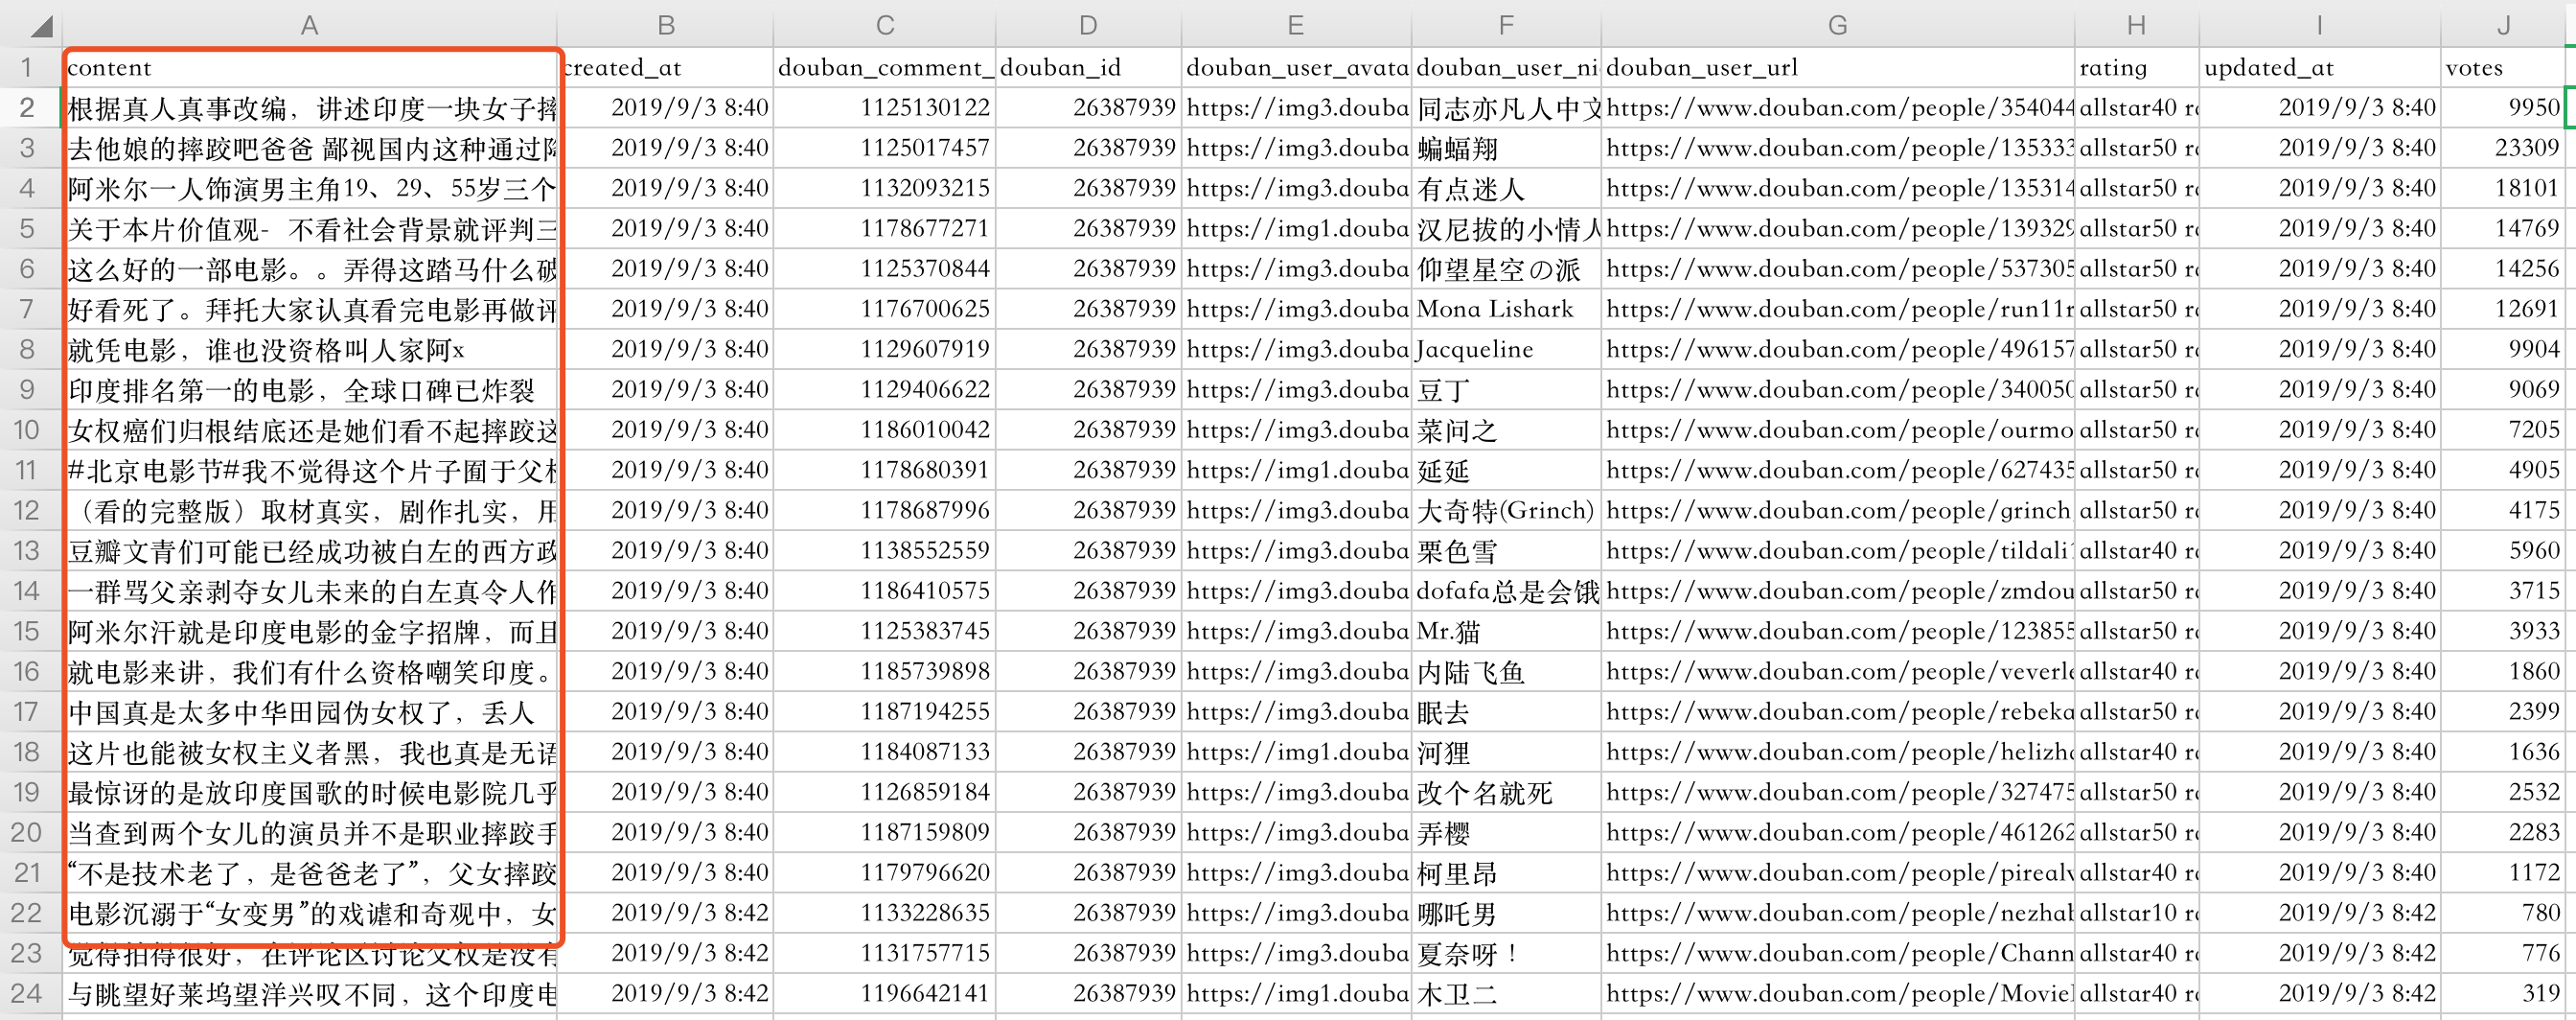 A B C D E F G H I J
1 content created_at douban_comment_ douban_id douban_user_avata douban_user_ni douban_user_url rating updated_at votes
2 根据真人真事改编，讲述印度一块女子摔 2019/9/3 8:40 1125130122 26387939 https://img3.douba 同志亦凡人中文 https://www.douban.com/people/354044 allstar40 r 2019/9/3 8:40 9950
3 去他娘的摔跤吧爸爸 鄙视国内这种通过 2019/9/3 8:40 1125017457 26387939 https://img3.douba 蝙蝠翔 https://www.douban.com/people/135333 allstar50 r 2019/9/3 8:40 23309
4 阿米尔一人饰演男主角19、29、55岁三个 2019/9/3 8:40 1132093215 26387939 https://img3.douba 有点迷人 https://www.douban.com/people/135314 allstar50 r 2019/9/3 8:40 18101
5 关于本片价值观- 不看社会背景就评判三 2019/9/3 8:40 1178677271 26387939 https://img1.douba 汉尼拔的小情人 https://www.douban.com/people/139329 allstar50 r 2019/9/3 8:40 14769
6 这么好的一部电影。。弄得这踏马什么破 2019/9/3 8:40 1125370844 26387939 https://img3.douba 仰望星空の派 https://www.douban.com/people/537305 allstar50 r 2019/9/3 8:40 14256
7 好看死了。拜托大家认真看完电影再做评 2019/9/3 8:40 1176700625 26387939 https://img3.douba Mona Lishark https://www.douban.com/people/run11r allstar50 r 2019/9/3 8:40 12691
8 就凭电影，谁也没资格叫人家阿x 2019/9/3 8:40 1129607919 26387939 https://img3.douba Jacqueline https://www.douban.com/people/496157 allstar50 r 2019/9/3 8:40 9904
9 印度排名第一的电影，全球口碑已炸裂 2019/9/3 8:40 1129406622 26387939 https://img3.douba 豆丁 https://www.douban.com/people/340050 allstar50 r 2019/9/3 8:40 9069
10 女权癌们归根结底还是她们看不起摔跤这 2019/9/3 8:40 1186010042 26387939 https://img3.douba 菜问之 https://www.douban.com/people/ourmo allstar50 r 2019/9/3 8:40 7205
11 #北京电影节#我不觉得这个片子囿于父权 2019/9/3 8:40 1178680391 26387939 https://img1.douba 延延 https://www.douban.com/people/627435 allstar50 r 2019/9/3 8:40 4905
12 （看的完整版）取材真实，剧作扎实，用 2019/9/3 8:40 1178687996 26387939 https://img3.douba 大奇特(Grinch) https://www.douban.com/people/grinch allstar50 r 2019/9/3 8:40 4175
13 豆瓣文青们可能已经成功被白左的西方政 2019/9/3 8:40 1138552559 26387939 https://img3.douba 栗色雪 https://www.douban.com/people/tildali allstar40 r 2019/9/3 8:40 5960
14 一群骂父亲剥夺女儿未来的白左真令人作 2019/9/3 8:40 1186410575 26387939 https://img3.douba dofafa总是会饿 https://www.douban.com/people/zmdou allstar50 r 2019/9/3 8:40 3715
15 阿米尔汗就是印度电影的金字招牌，而且 2019/9/3 8:40 1125383745 26387939 https://img3.douba Mr.猫 https://www.douban.com/people/123855 allstar50 r 2019/9/3 8:40 3933
16 就电影来讲，我们有什么资格嘲笑印度。 2019/9/3 8:40 1185739898 26387939 https://img3.douba 内陆飞鱼 https://www.douban.com/people/veverl allstar40 r 2019/9/3 8:40 1860
17 中国真是太多中华田园伪女权了，丢人 2019/9/3 8:40 1187194255 26387939 https://img3.douba 眠去 https://www.douban.com/people/rebeka allstar50 r 2019/9/3 8:40 2399
18 这片也能被女权主义者黑，我也真是无语 2019/9/3 8:40 1184087133 26387939 https://img1.douba 河狸 https://www.douban.com/people/helizh allstar40 r 2019/9/3 8:40 1636
19 最惊讶的是放印度国歌的时候电影院几乎 2019/9/3 8:40 1126859184 26387939 https://img3.douba 改个名就死 https://www.douban.com/people/327475 allstar50 r 2019/9/3 8:40 2532
20 当查到两个女儿的演员并不是职业摔跤手 2019/9/3 8:40 1187159809 26387939 https://img3.douba 弄樱 https://www.douban.com/people/461262 allstar50 r 2019/9/3 8:40 2283
21 “不是技术老了，是爸爸老了”，父女摔跤 2019/9/3 8:40 1179796620 26387939 https://img3.douba 柯里昂 https://www.douban.com/people/pireal allstar40 r 2019/9/3 8:40 1172
22 电影沉溺于“女变男”的戏谑和奇观中，女 2019/9/3 8:42 1133228635 26387939 https://img3.douba 哪吒男 https://www.douban.com/people/nezha allstar10 r 2019/9/3 8:42 780
23 觉得拍得很好，在评论区讨论父权是没有 2019/9/3 8:42 1131757715 26387939 https://img3.douba 夏奈呀！ https://www.douban.com/people/Chann allstar40 r 2019/9/3 8:42 776
24 与眺望好莱坞望洋兴叹不同，这个印度电 2019/9/3 8:42 1196642141 26387939 https://img1.douba 木卫二 https://www.douban.com/people/Movie allstar40 r 2019/9/3 8:42 319